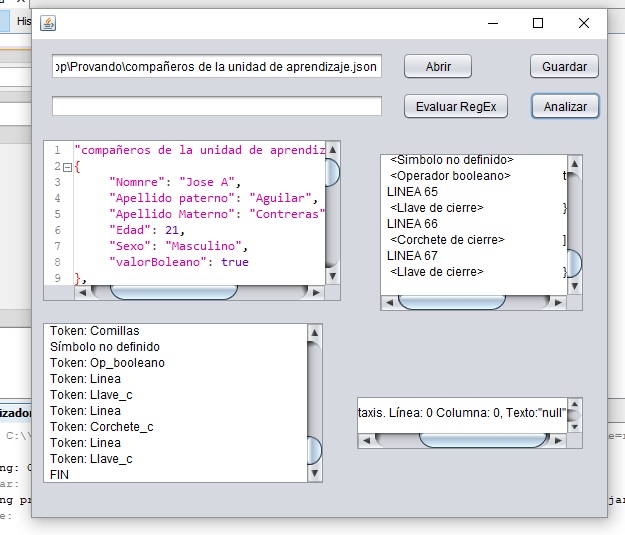 His
op\Provando\compañeros de la unidad de aprendizaje.json
Abrir
Guardar
Evaluar RegEx
Analizar
1 "compañeros de la unidad de aprendiz
2 {
3 "Nomnre": "Jose A",
4 "Apellido paterno": "Aguilar",
5 "Apellido Materno": "Contreras"
6 "Edad": 21,
7 "Sexo": "Masculino",
8 "valorBoleano": true
9 },
<Simbolo no definido>
<Operador booleano> t
LINEA 65
<Llave de cierre> }
LINEA 66
<Corchete de cierre> ]
LINEA 67
<Llave de cierre> }
Token: Comillas
Símbolo no definido
Token: Op_booleano
Token: Linea
Token: Llave_c
Token: Linea
Token: Corchete_c
Token: Linea
Token: Llave_c
FIN
taxis. Línea: 0 Columna: 0, Texto:"null"
izador
C:\
ng: 0
ar:
ng pr
jar
e: